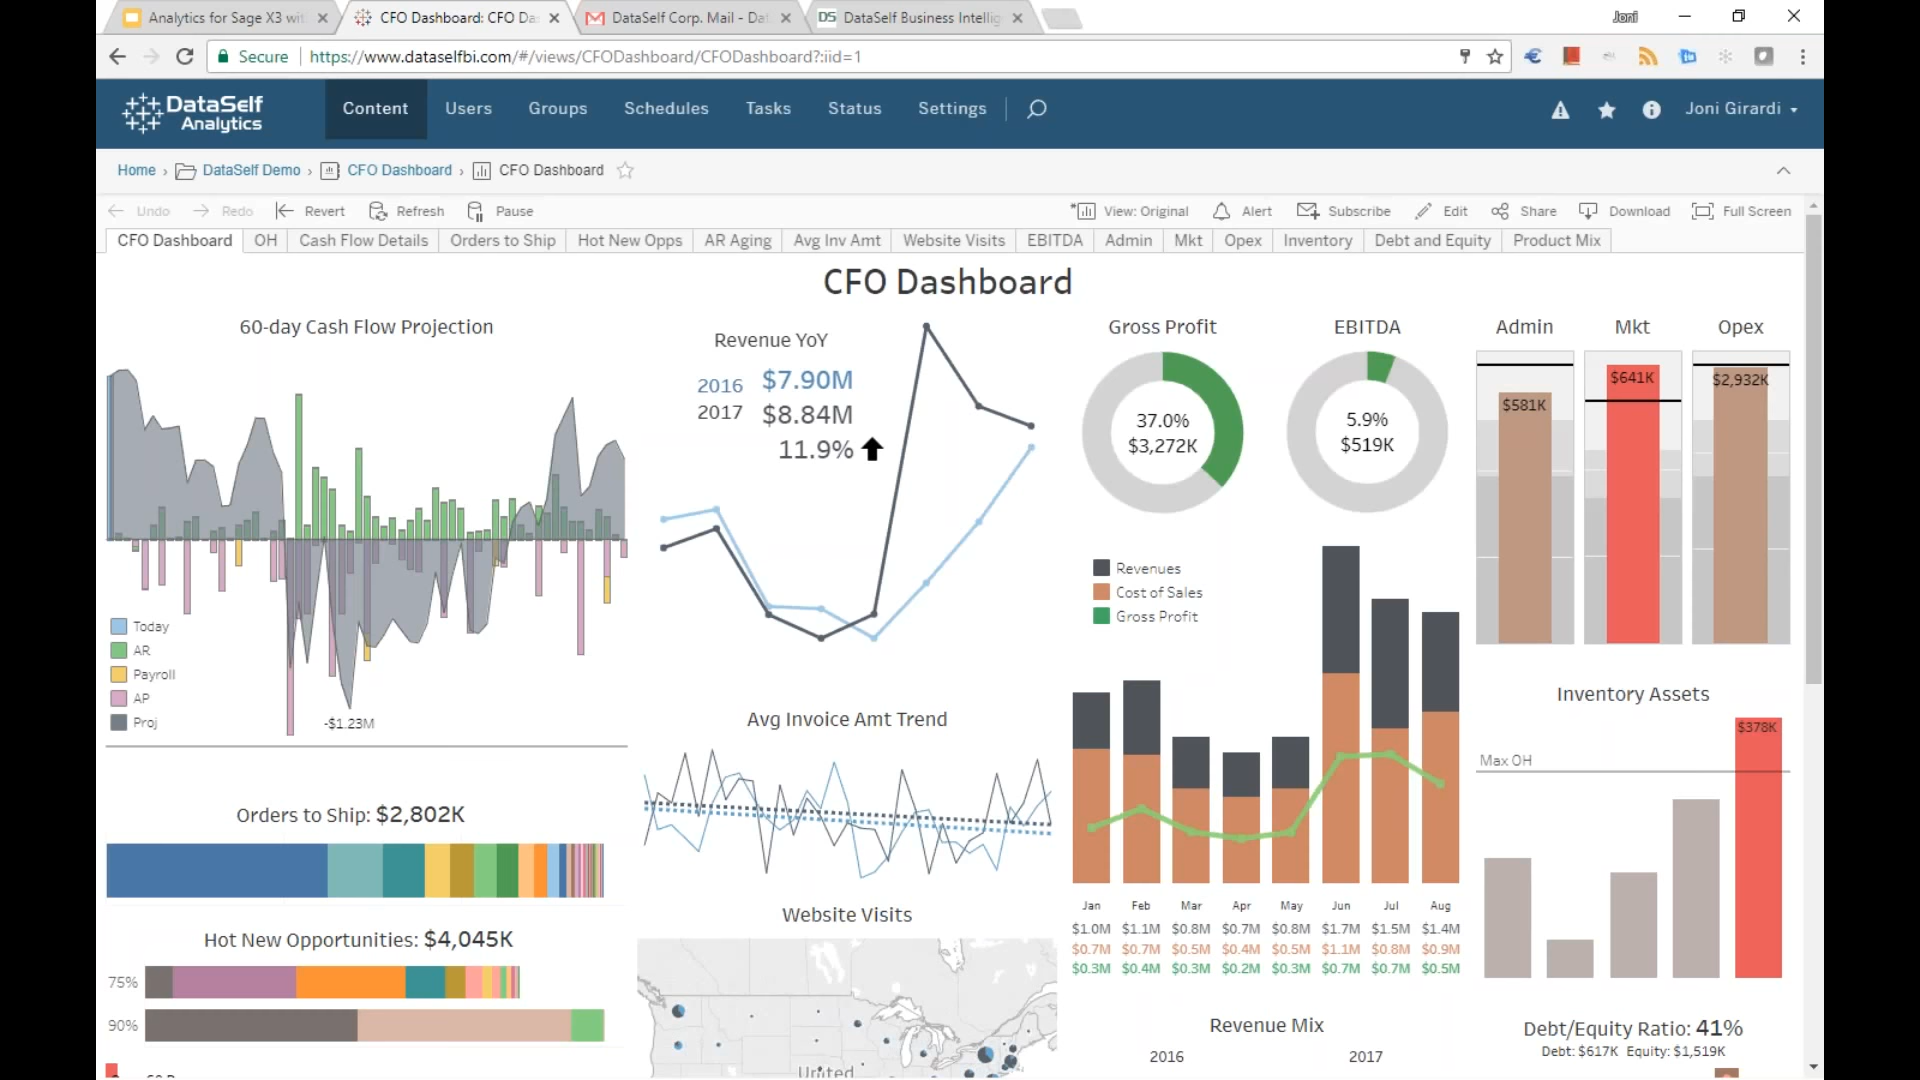 Analytics for Sage X3 wit
CFO Dashboard: CFO Da
DataSelf Corp. Mail - Da
DS DataSelf Business Intellig
Joni
Secure
https://www.dataselfbi.com/#/views/CFODashboard/CFODashboard?:iid=1
DataSelf
Analytics
Content
Users
Groups
Schedules
Tasks
Status
Settings
Joni Girardi
Home
DataSelf Demo
CFO Dashboard
CFO Dashboard
Undo
Redo
Revert
Refresh
Pause
View: Original
Alert
Subscribe
Edit
Share
Download
Full Screen
CFO Dashboard
OH
Cash Flow Details
Orders to Ship
Hot New Opps
AR Aging
Avg Inv Amt
Website Visits
EBITDA
Admin
Mkt
Opex
Inventory
Debt and Equity
Product Mix
CFO Dashboard
60-day Cash Flow Projection
Today
AR
Payroll
AP
Proj
-$1.23M
Orders to Ship: $2,802K
Hot New Opportunities: $4,045K
75%
90%
Revenue YoY
2016 $7.90M
2017 $8.84M
11.9%
Avg Invoice Amt Trend
Website Visits
United
Gross Profit
37.0%
$3,272K
EBITDA
5.9%
$519K
Revenues
Cost of Sales
Gross Profit
Jan Feb Mar Apr May Jun Jul Aug
$1.0M $1.1M $0.8M $0.7M $0.8M $1.7M $1.5M $1.4M
$0.7M $0.7M $0.5M $0.4M $0.5M $1.1M $0.8M $0.9M
$0.3M $0.4M $0.3M $0.2M $0.3M $0.7M $0.7M $0.5M
Revenue Mix
2016 2017
Admin
$581K
Mkt
$641K
Opex
$2,932K
Inventory Assets
$378K
Max OH
Debt/Equity Ratio: 41%
Debt: $617K Equity: $1,519K